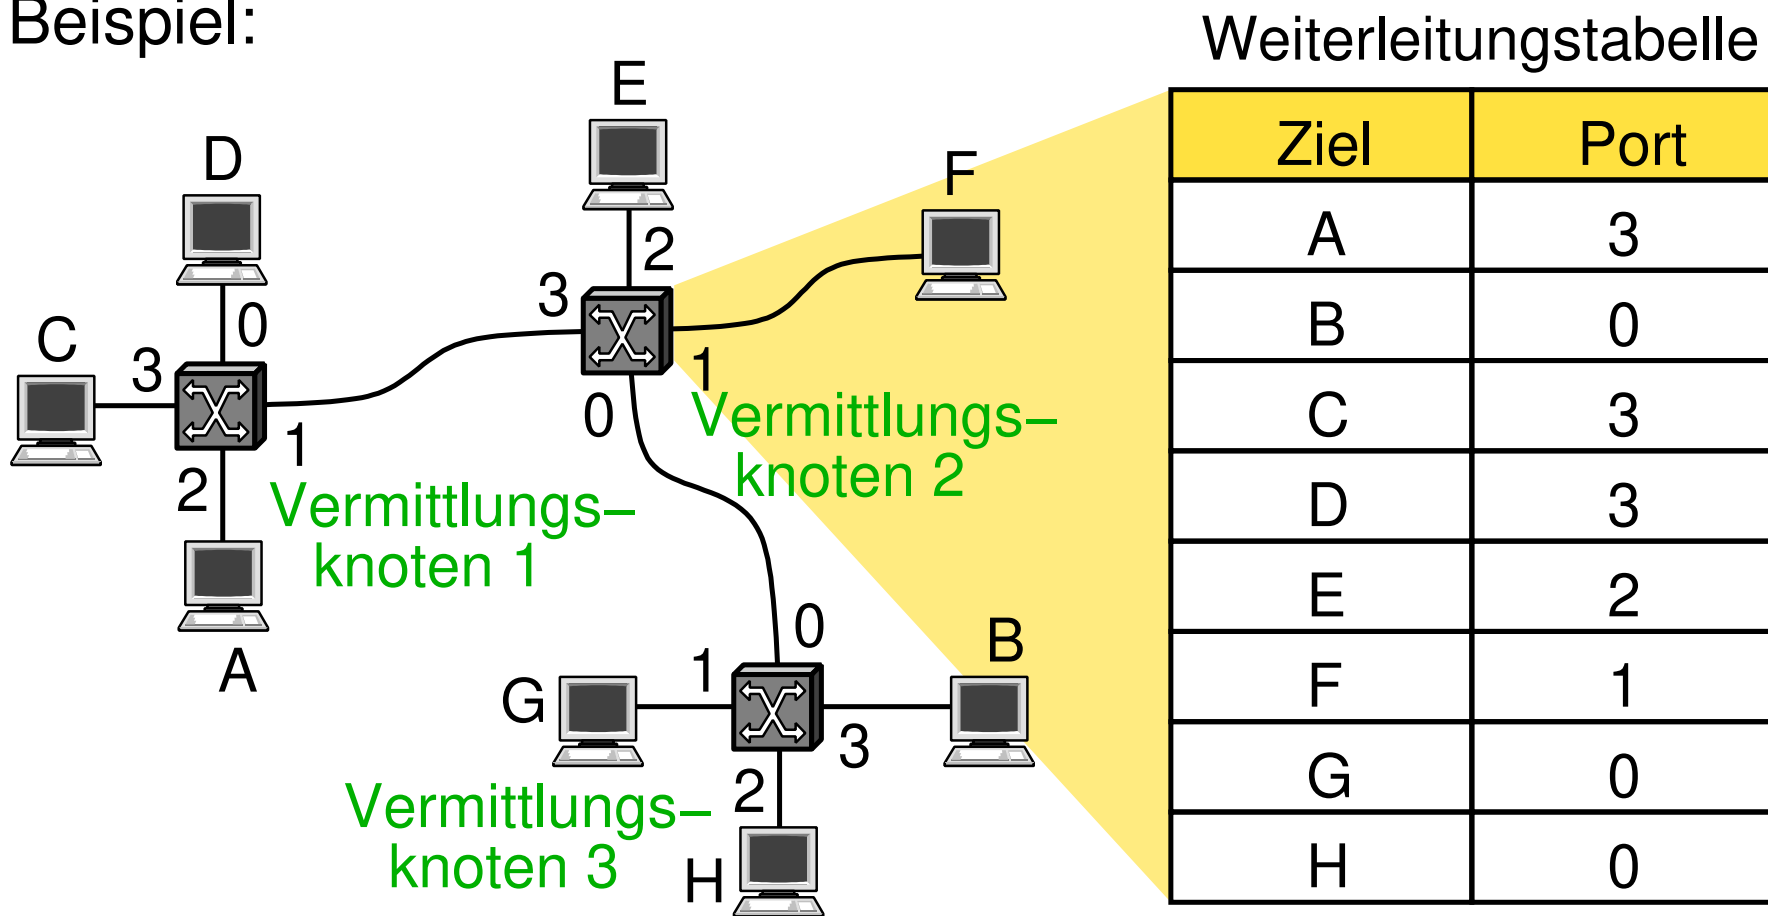 Beispiel:
Weiterleitungstabelle
E
D
F
C
3
0
2
1
A
3
2
1
0
Vermittlungs–
knoten 1
Vermittlungs–
knoten 2
0
1
G
B
3
2
H
Vermittlungs–
knoten 3
Ziel Port
A 3
B 0
C 3
D 3
E 2
F 1
G 0
H 0